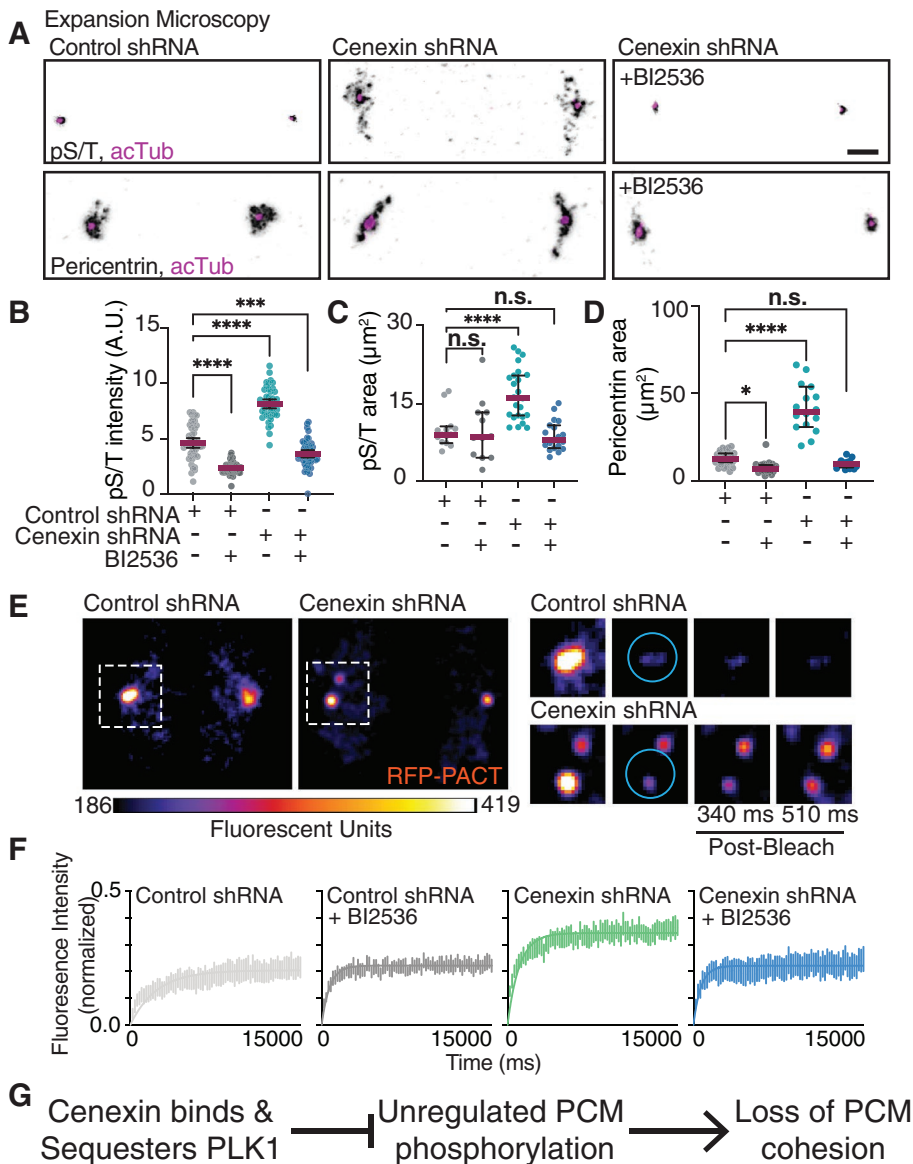 A
Expansion Microscopy
Control shRNA
Cenexin shRNA
Cenexin shRNA
+BI2536
pS/T, acTub
+BI2536
Pericentrin, acTub
B
pS/T intensity (A.U.)
15
10
5
0
****
****
***
Control shRNA + + - -
Cenexin shRNA - - + +
BI2536 - + - +
C
pS/T area (µm²)
30
15
0
n.s.
****
n.s.
+ + - -
- - + +
- + - +
D
Pericentrin area
(µm²)
100
50
0
*
****
n.s.
+ + - -
- - + +
- + - +
E
Control shRNA
Cenexin shRNA
RFP-PACT
186
419
Fluorescent Units
Control shRNA
Cenexin shRNA
340 ms
510 ms
Post-Bleach
F
Fluoresence Intensity
(normalized)
0.5
0.0
Control shRNA
0
15000
Control shRNA
+ BI2536
0
15000
Cenexin shRNA
0
15000
Cenexin shRNA
+ BI2536
0
15000
Time (ms)
G
Cenexin binds &
Sequesters PLK1
Unregulated PCM
phosphorylation
Loss of PCM
cohesion